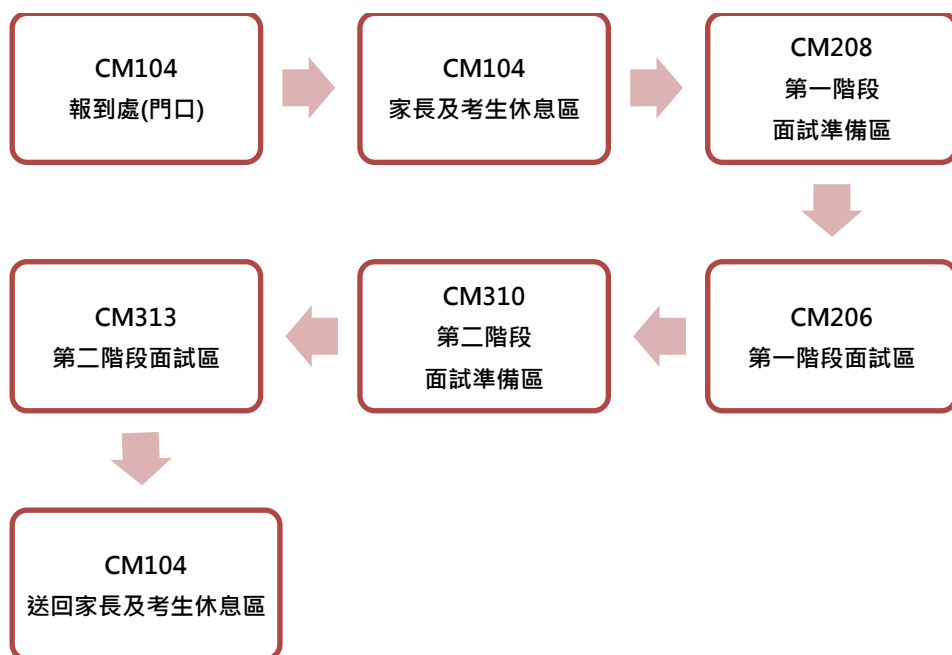 CM104
報到處(門口)
CM104
家長及考生休息區
CM208
第一階段
面試準備區
CM206
第一階段面試區
CM310
第二階段
面試準備區
CM313
第二階段面試區
CM104
送回家長及考生休息區